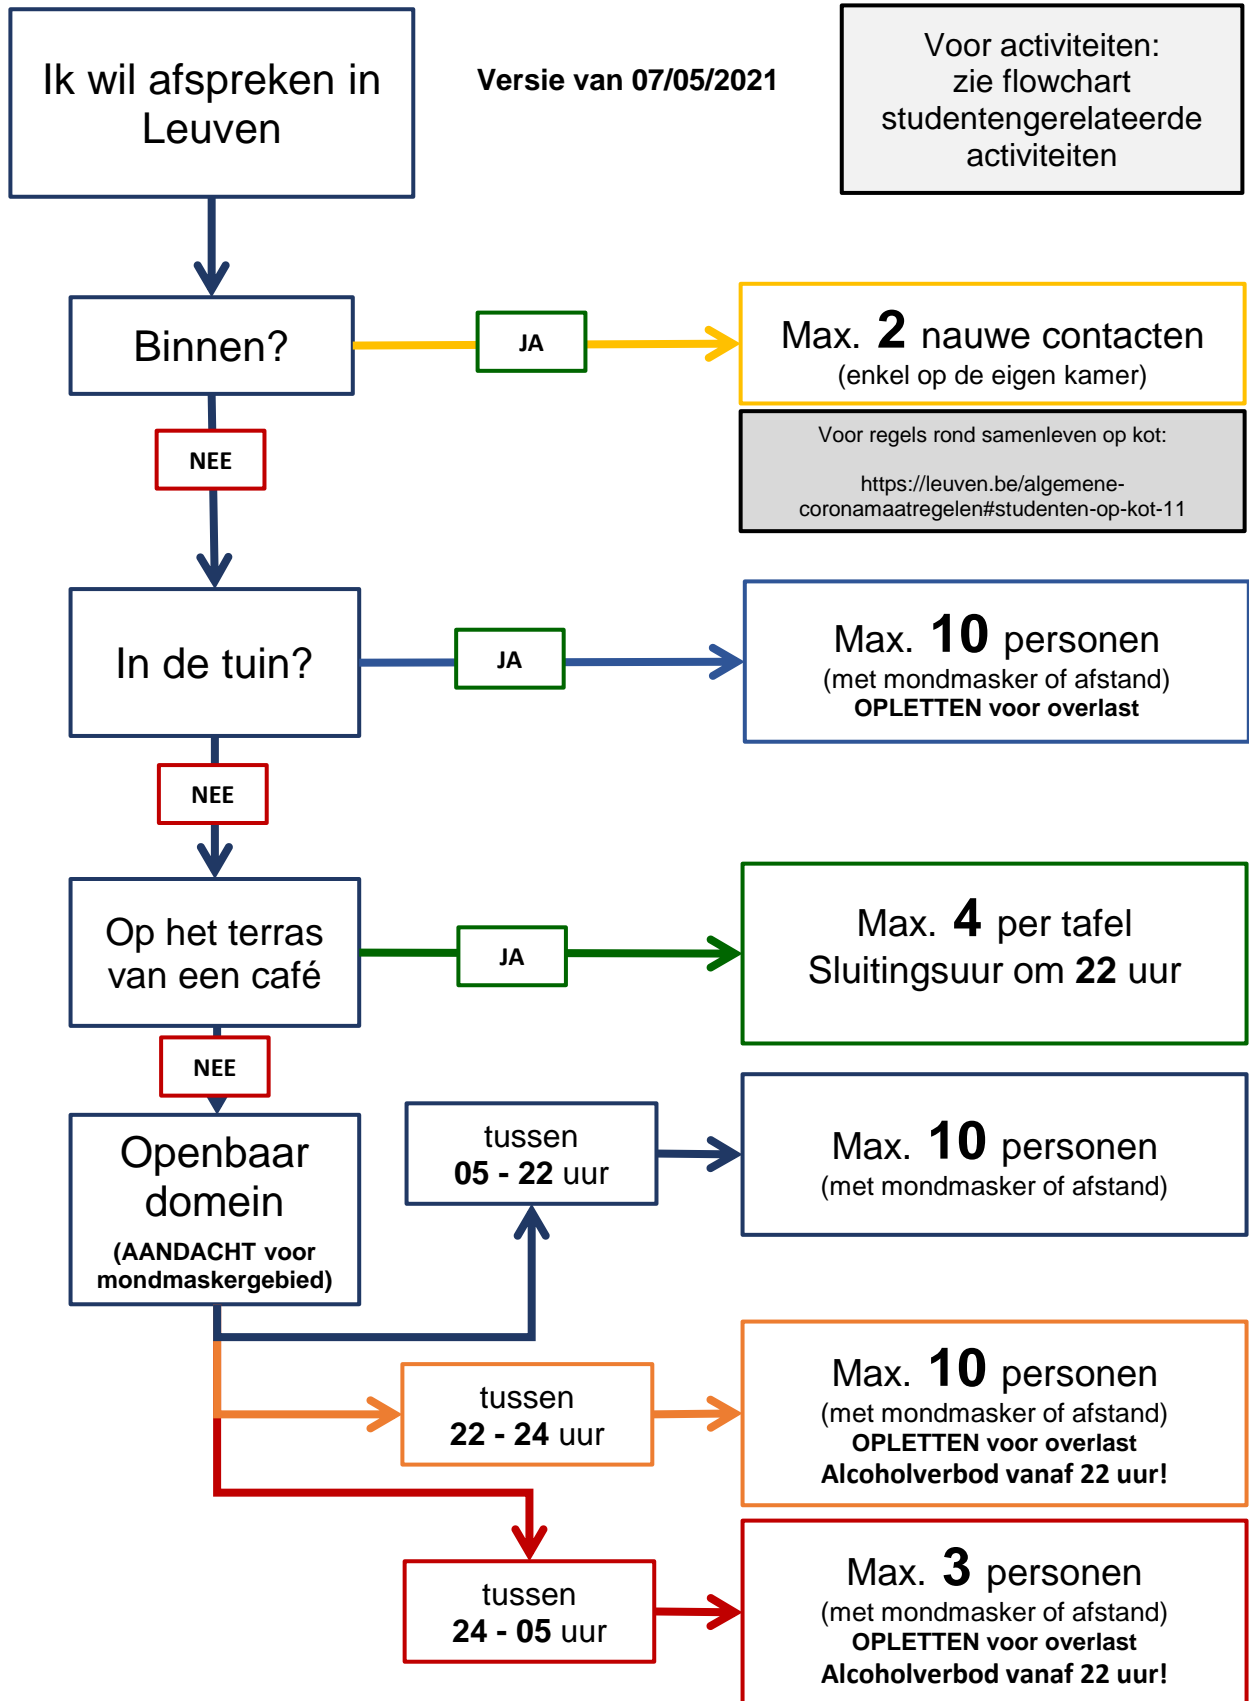 Ik wil afspreken in
Leuven
Versie van 07/05/2021
Voor activiteiten:
zie flowchart
studentengerelateerde
activiteiten
Binnen?
JA
Max. 2 nauwe contacten
(enkel op de eigen kamer)
Voor regels rond samenleven op kot:
https://leuven.be/algemene-
coronamaatregelen#studenten-op-kot-11
NEE
In de tuin?
JA
Max. 10 personen
(met mondmasker of afstand)
OPLETTEN voor overlast
NEE
Op het terras
van een café
JA
Max. 4 per tafel
Sluitingsuur om 22 uur
NEE
Openbaar
domein
(AANDACHT voor
mondmaskergebied)
tussen
05 - 22 uur
Max. 10 personen
(met mondmasker of afstand)
tussen
22 - 24 uur
Max. 10 personen
(met mondmasker of afstand)
OPLETTEN voor overlast
Alcoholverbod vanaf 22 uur!
tussen
24 - 05 uur
Max. 3 personen
(met mondmasker of afstand)
OPLETTEN voor overlast
Alcoholverbod vanaf 22 uur!